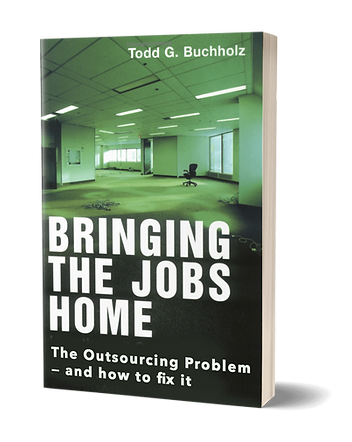 Todd G. Buchholz
BRINGING
THE JOBS
HOME
The Outsourcing Problem
– and how to fix it